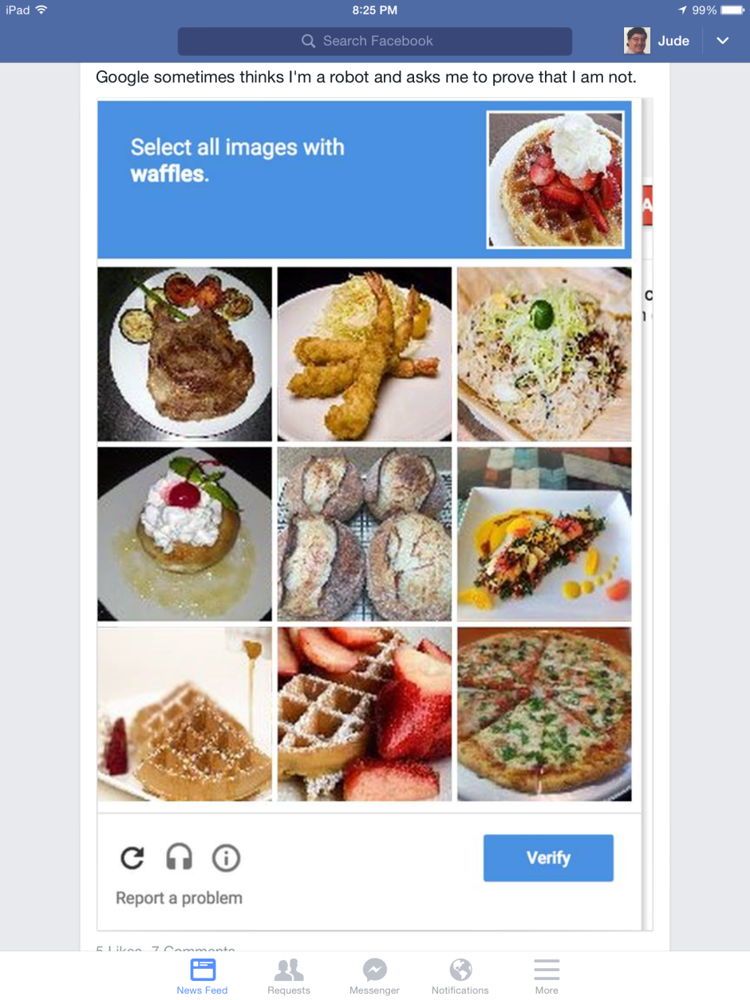 iPad 8:25 PM 99%
Search Facebook Jude
Google sometimes thinks I'm a robot and asks me to prove that I am not.
Select all images with
waffles.
A
c
Verify
Report a problem
5 Likes 7 Comments
News Feed Requests Messenger Notifications More